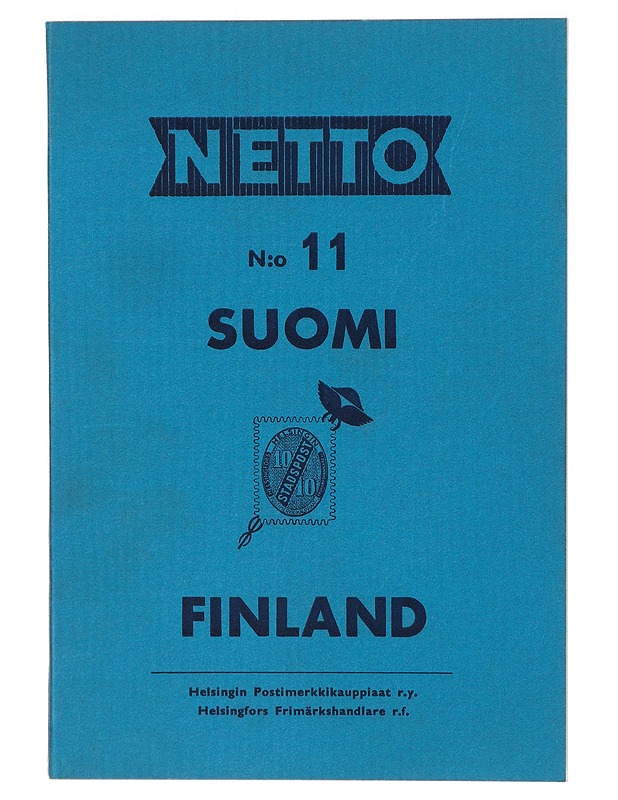 NETTO
N:o 11
SUOMI
HELSINGIN
10
STADSPOST
10
FINLAND
Helsingin Postimerkkikauppiaat r.y.
Helsingfors Frimärkshandlare r.f.